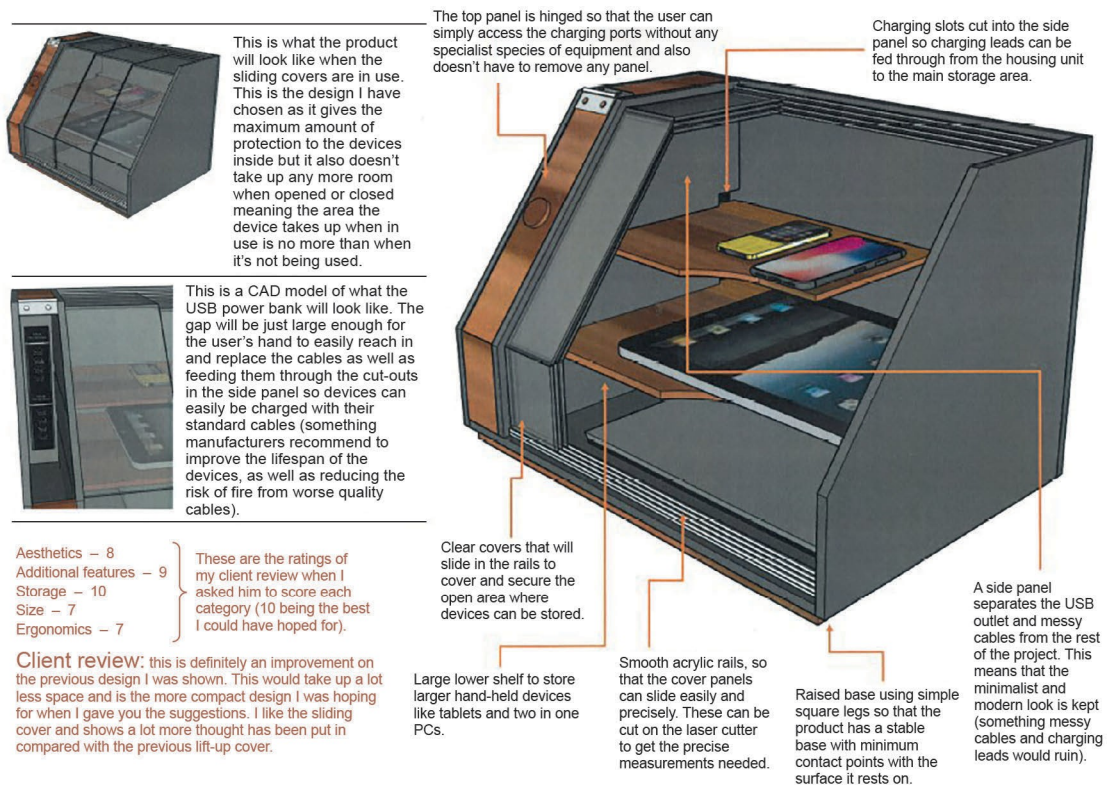 This is what the product
will look like when the
sliding covers are in use.
This is the design I have
chosen as it gives the
maximum amount of
protection to the devices
inside but it also doesn't
take up any more room
when opened or closed
meaning the area the
device takes up when in
use is no more than when
it's not being used.
This is a CAD model of what the
USB power bank will look like. The
gap will be just large enough for
the user's hand to easily reach in
and replace the cables as well as
feeding them through the cut-outs
in the side panel so devices can
easily be charged with their
standard cables (something
manufacturers recommend to
improve the lifespan of the
devices, as well as reducing the
risk of fire from worse quality
cables).
Aesthetics – 8
Additional features – 9
Storage – 10
Size – 7
Ergonomics – 7
These are the ratings of
my client review when I
asked him to score each
category (10 being the best
I could have hoped for).
Client review: this is definitely an improvement on
the previous design I was shown. This would take up a lot
less space and is the more compact design I was hoping
for when I gave you the suggestions. I like the sliding
cover and shows a lot more thought has been put in
compared with the previous lift-up cover.
The top panel is hinged so that the user can
simply access the charging ports without any
specialist species of equipment and also
doesn't have to remove any panel.
Charging slots cut into the side
panel so charging leads can be
fed through from the housing unit
to the main storage area.
Clear covers that will
slide in the rails to
cover and secure the
open area where
devices can be stored.
Large lower shelf to store
larger hand-held devices
like tablets and two in one
PCs.
Smooth acrylic rails, so
that the cover panels
can slide easily and
precisely. These can be
cut on the laser cutter
to get the precise
measurements needed.
Raised base using simple
square legs so that the
product has a stable
base with minimum
contact points with the
surface it rests on.
A side panel
separates the USB
outlet and messy
cables from the rest
of the project. This
means that the
minimalist and
modern look is kept
(something messy
cables and charging
leads would ruin).